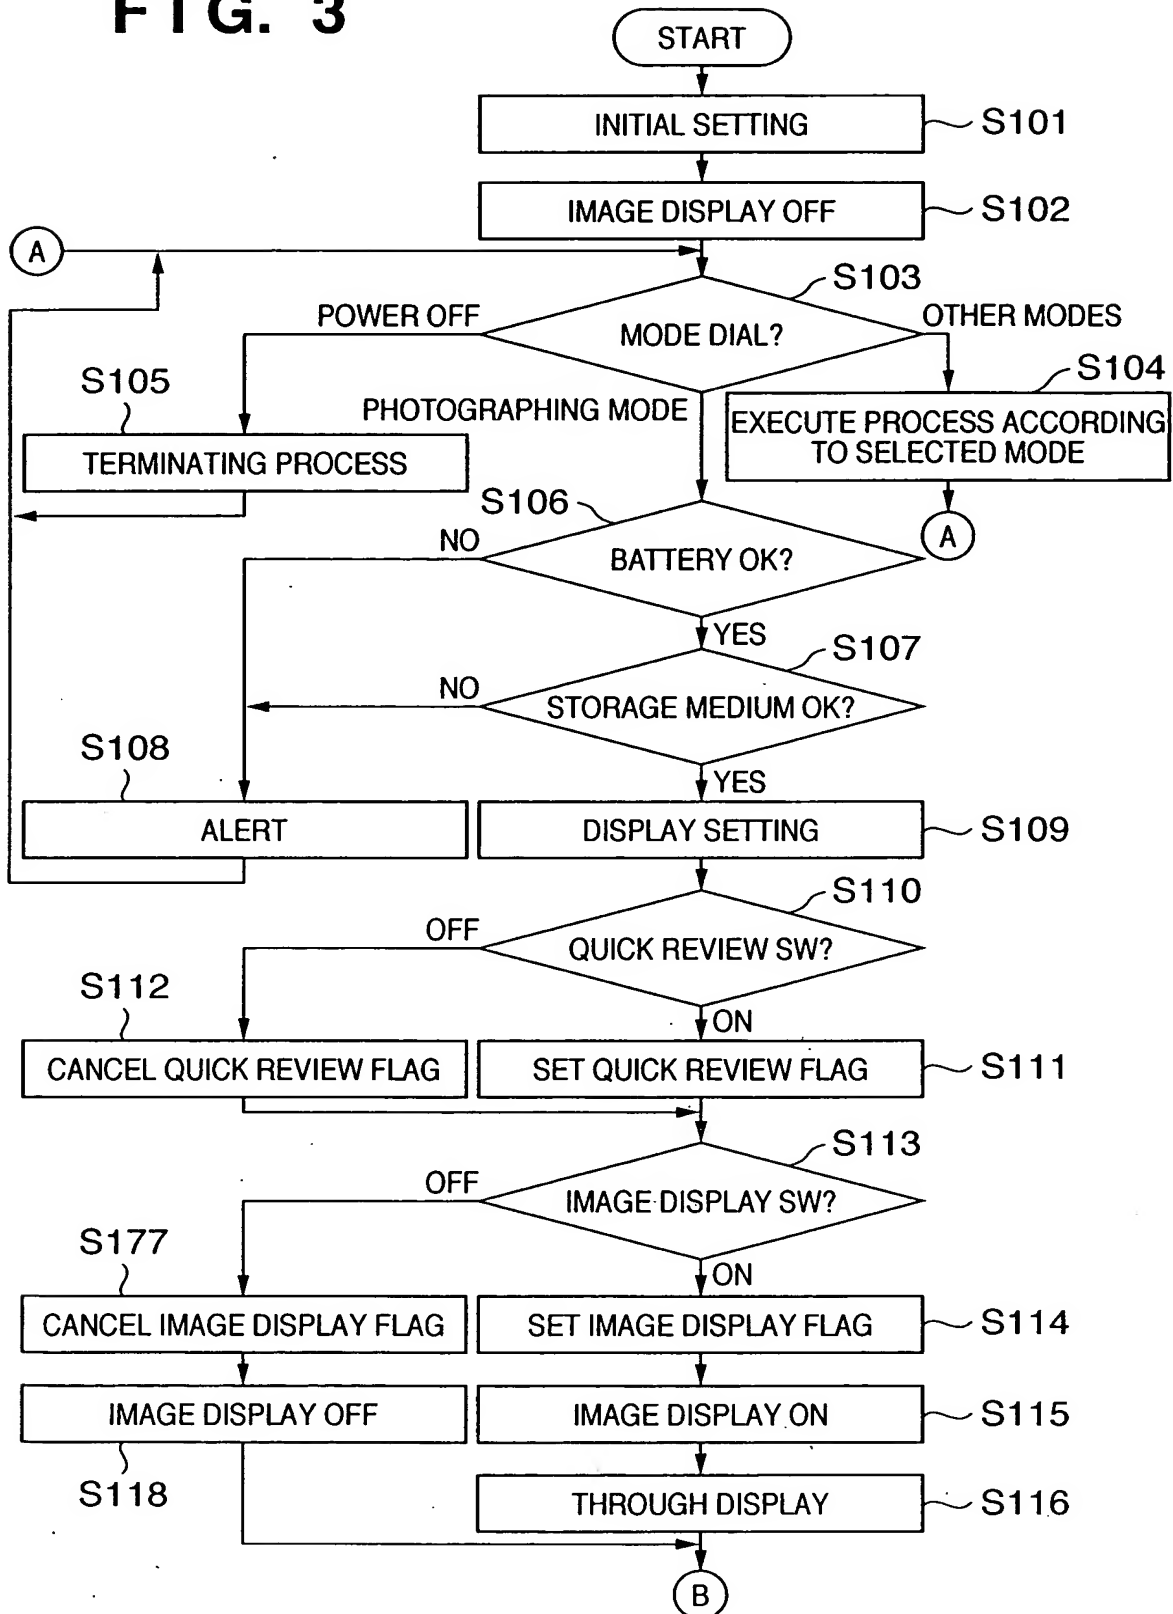 FIG. 3
START
INITIAL SETTING
S101
IMAGE DISPLAY OFF
S102
A
S103
POWER OFF
MODE DIAL?
OTHER MODES
S104
S105
PHOTOGRAPHING MODE
EXECUTE PROCESS ACCORDING
TO SELECTED MODE
TERMINATING PROCESS
S106
A
NO
BATTERY OK?
YES
S107
NO
STORAGE MEDIUM OK?
S108
YES
ALERT
DISPLAY SETTING
S109
S110
OFF
QUICK REVIEW SW?
S112
ON
CANCEL QUICK REVIEW FLAG
SET QUICK REVIEW FLAG
S111
S113
OFF
IMAGE DISPLAY SW?
S177
ON
CANCEL IMAGE DISPLAY FLAG
SET IMAGE DISPLAY FLAG
S114
IMAGE DISPLAY OFF
IMAGE DISPLAY ON
S115
S118
THROUGH DISPLAY
S116
B